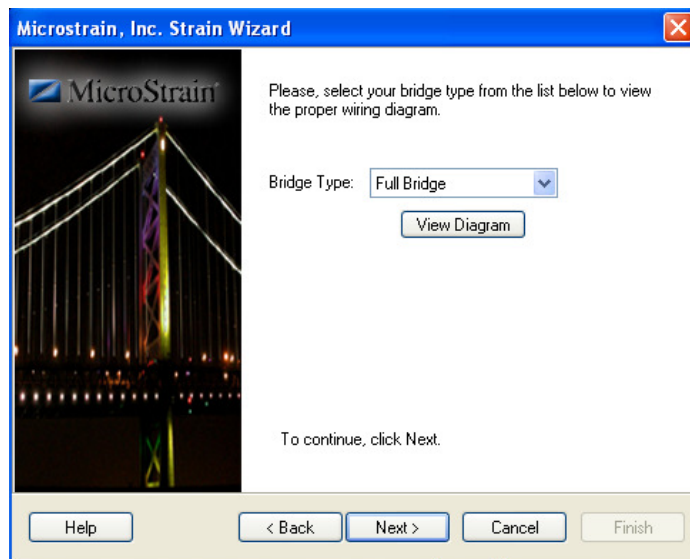 Microstrain, Inc. Strain Wizard
MicroStrain
Please, select your bridge type from the list below to view
the proper wiring diagram.
Bridge Type: Full Bridge
View Diagram
To continue, click Next.
Help < Back Next > Cancel Finish